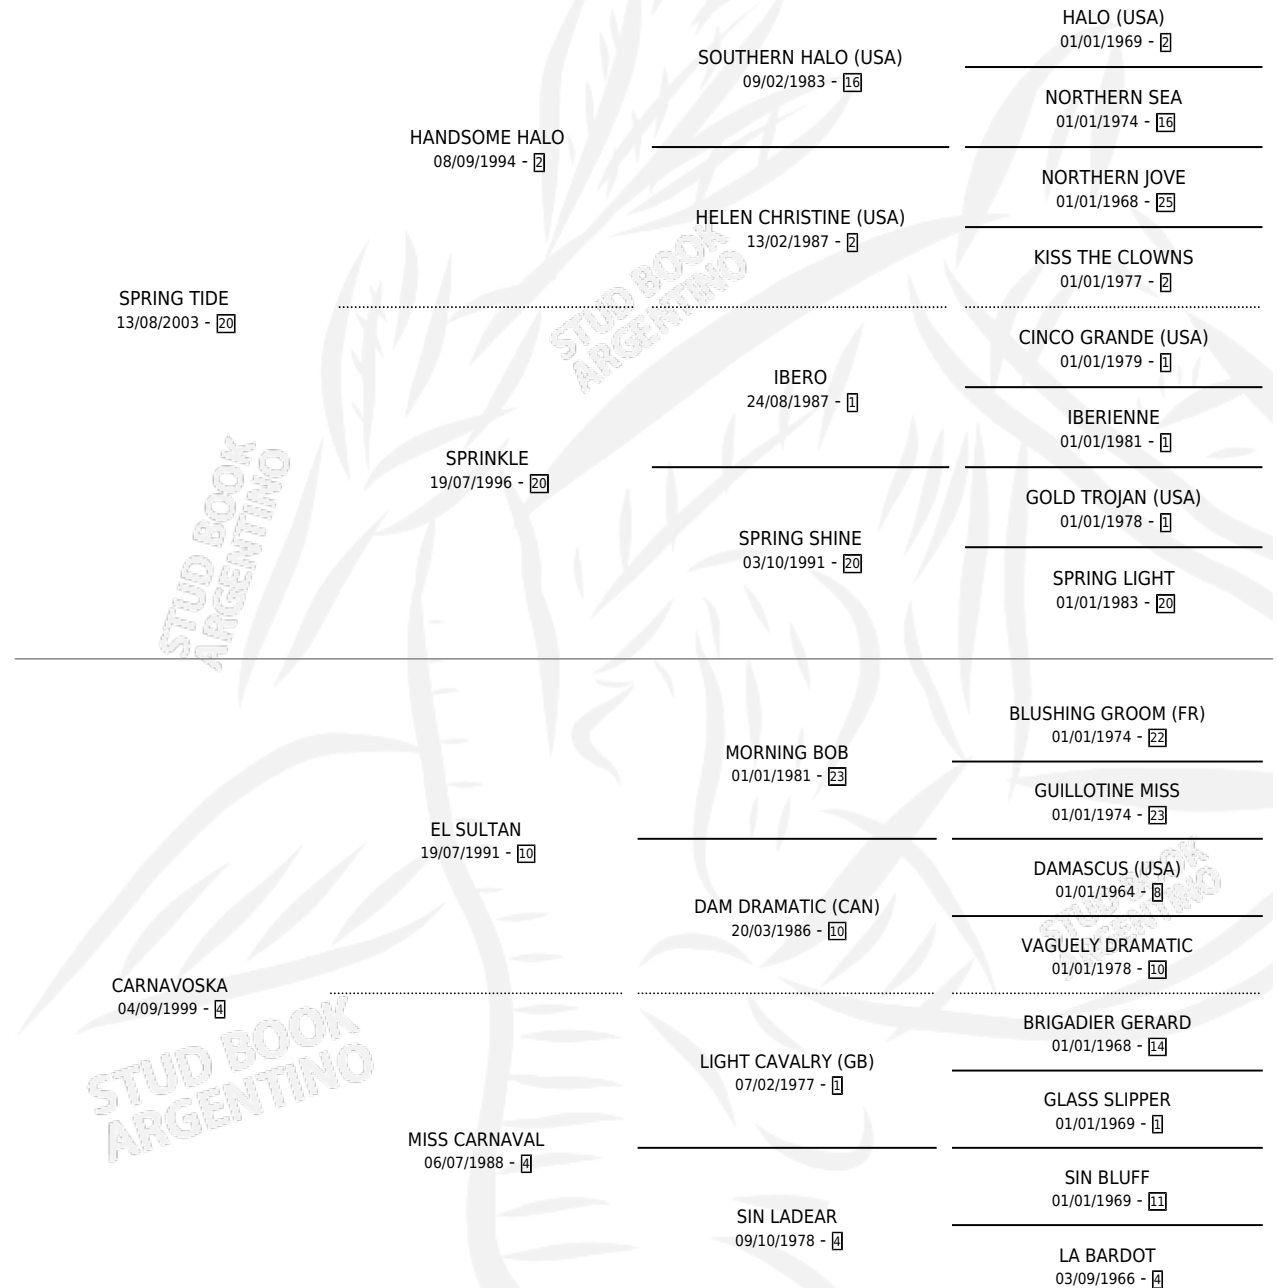 HALO (USA)
01/01/1969 - 2
SOUTHERN HALO (USA)
09/02/1983 - 16
NORTHERN SEA
01/01/1974 - 16
HANDSOME HALO
08/09/1994 - 2
NORTHERN JOVE
01/01/1968 - 25
HELEN CHRISTINE (USA)
13/02/1987 - 2
KISS THE CLOWNS
01/01/1977 - 2
SPRING TIDE
13/08/2003 - 20
CINCO GRANDE (USA)
01/01/1979 - 1
IBERO
24/08/1987 - 1
IBERIENNE
01/01/1981 - 1
SPRINKLE
19/07/1996 - 20
GOLD TROJAN (USA)
01/01/1978 - 1
SPRING SHINE
03/10/1991 - 20
SPRING LIGHT
01/01/1983 - 20
BLUSHING GROOM (FR)
01/01/1974 - 22
MORNING BOB
01/01/1981 - 23
GUILLOTINE MISS
01/01/1974 - 23
EL SULTAN
19/07/1991 - 10
DAMASCUS (USA)
01/01/1964 - 8
DAM DRAMATIC (CAN)
20/03/1986 - 10
VAGUELY DRAMATIC
01/01/1978 - 10
CARNAVOSKA
04/09/1999 - 4
BRIGADIER GERARD
01/01/1968 - 14
LIGHT CAVALRY (GB)
07/02/1977 - 1
GLASS SLIPPER
01/01/1969 - 1
MISS CARNAVAL
06/07/1988 - 4
SIN BLUFF
01/01/1969 - 11
SIN LADEAR
09/10/1978 - 4
LA BARDOT
03/09/1966 - 4
STUD BOOK
ARGENTINO
STUD BOOK
ARGENTINO
STUD BOOK
ARGENTINO
STUD BOOK
ARGENTINO